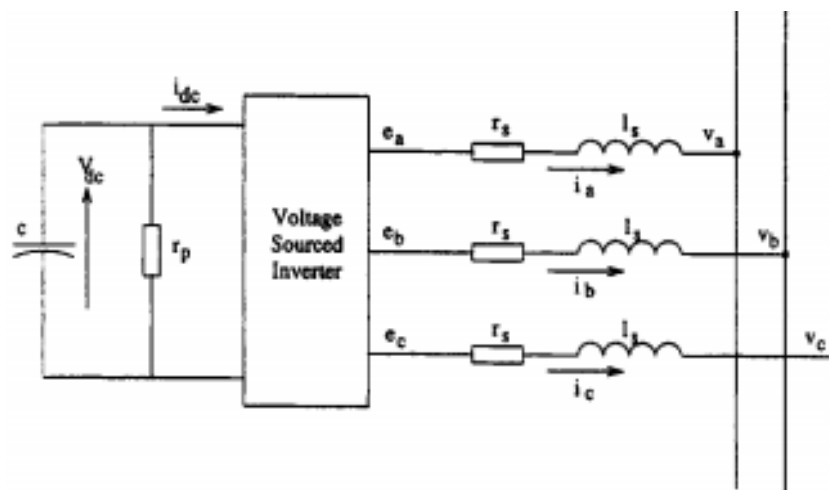 i_dc
e_a
r_s
l_s
v_a
i_a
V_dc
c
r_p
Voltage
Sourced
Inverter
e_b
r_s
l_s
v_b
i_b
e_c
r_s
l_s
v_c
i_c